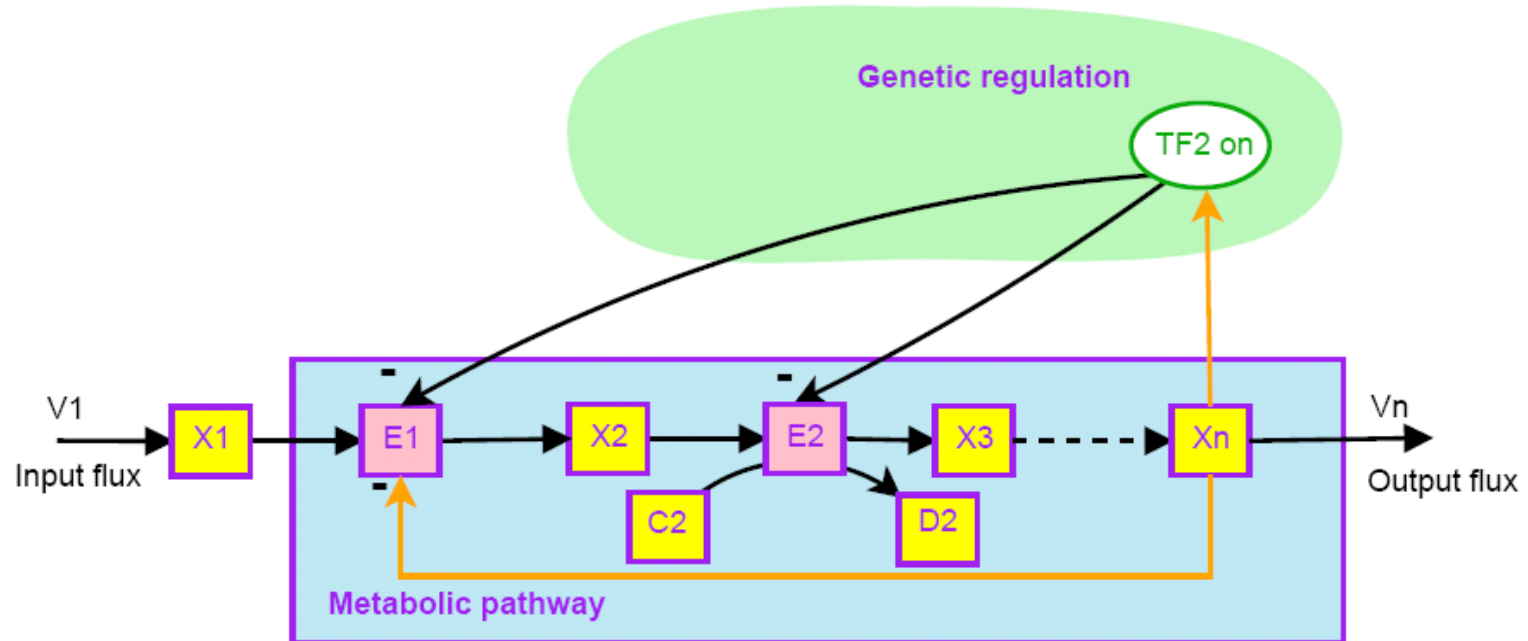 Genetic regulation
TF2 on
-
-
V1
Vn
X1
E1
X2
E2
X3
Xn
Input flux
Output flux
-
C2
D2
Metabolic pathway